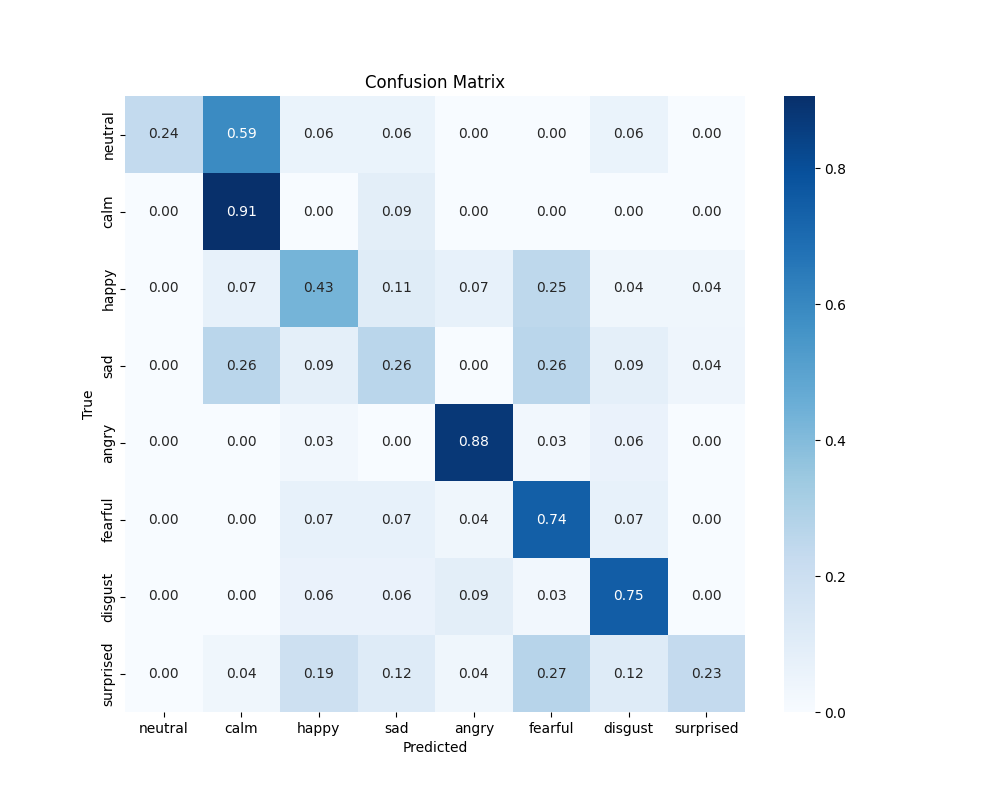 Confusion Matrix
neutral 0.24 0.59 0.06 0.06 0.00 0.00 0.06 0.00
0.8
calm 0.00 0.91 0.00 0.09 0.00 0.00 0.00 0.00
happy 0.00 0.07 0.43 0.11 0.07 0.25 0.04 0.04
0.6
sad 0.00 0.26 0.09 0.26 0.00 0.26 0.09 0.04
True
angry 0.00 0.00 0.03 0.00 0.88 0.03 0.06 0.00
0.4
fearful 0.00 0.00 0.07 0.07 0.04 0.74 0.07 0.00
0.2
disgust 0.00 0.00 0.06 0.06 0.09 0.03 0.75 0.00
surprised 0.00 0.04 0.19 0.12 0.04 0.27 0.12 0.23
0.0
neutral calm happy sad angry fearful disgust surprised
Predicted